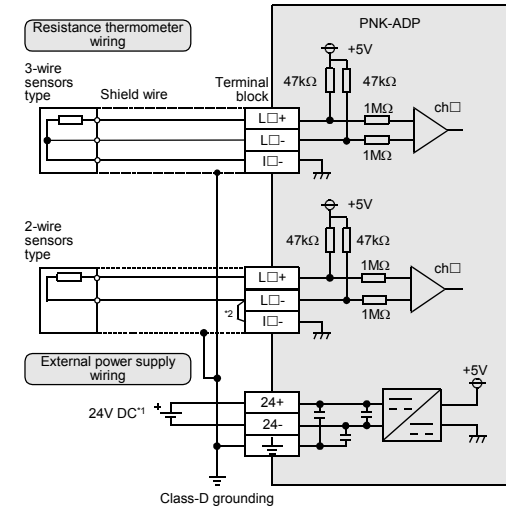 Resistance thermometer
wiring
PNK-ADP
+5V
3-wire
sensors
type
Shield wire
Terminal
block
47kΩ
47kΩ
1MΩ
ch□
L□+
L□-
I□-
1MΩ
+5V
2-wire
sensors
type
47kΩ
47kΩ
1MΩ
ch□
L□+
L□-
I□-
*2
1MΩ
External power supply
wiring
+5V
24V DC*1
+
24+
24-
Class-D grounding